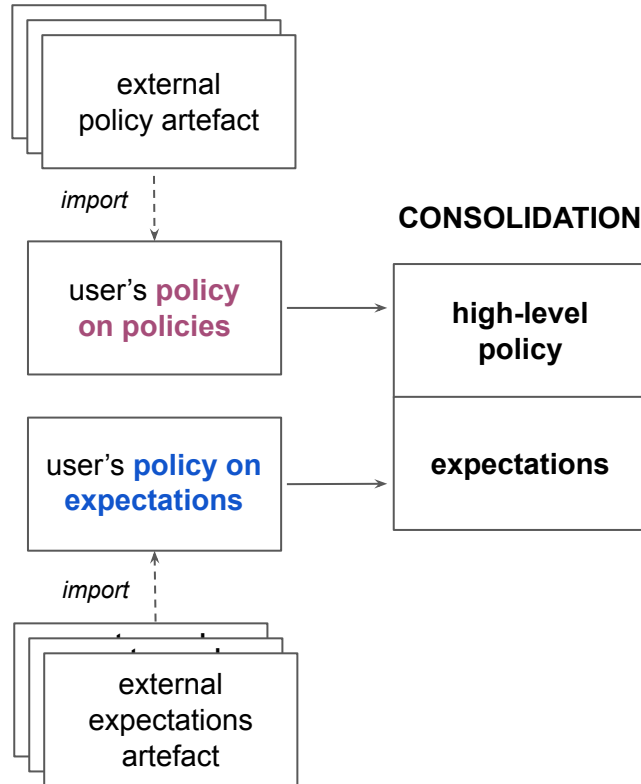 external
policy artefact
import
CONSOLIDATION
user’s policy
on policies
high-level
policy
user’s policy on
expectations
expectations
import
external
expectations
artefact